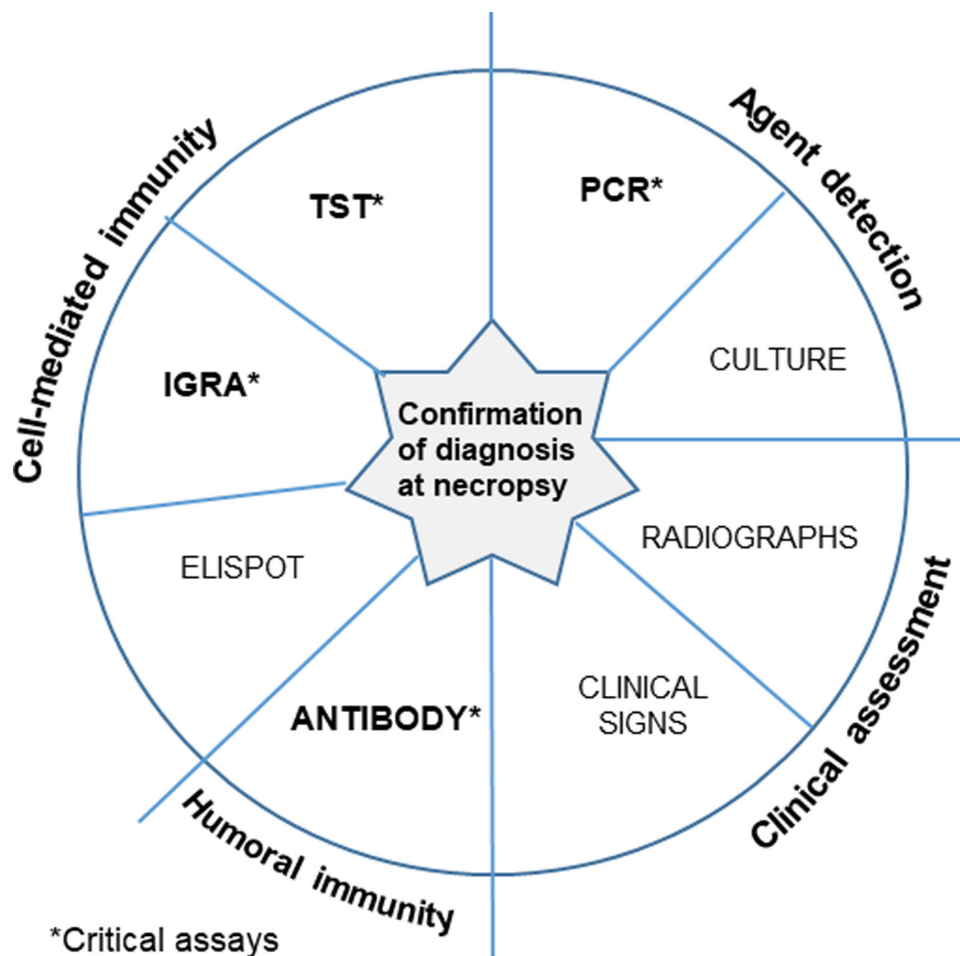 Agent detection
Cell-mediated immunity
TST*
PCR*
CULTURE
IGRA*
Confirmation
of diagnosis
at necropsy
RADIOGRAPHS
ELISPOT
CLINICAL
SIGNS
ANTIBODY*
Clinical assessment
Humoral immunity
*Critical assays